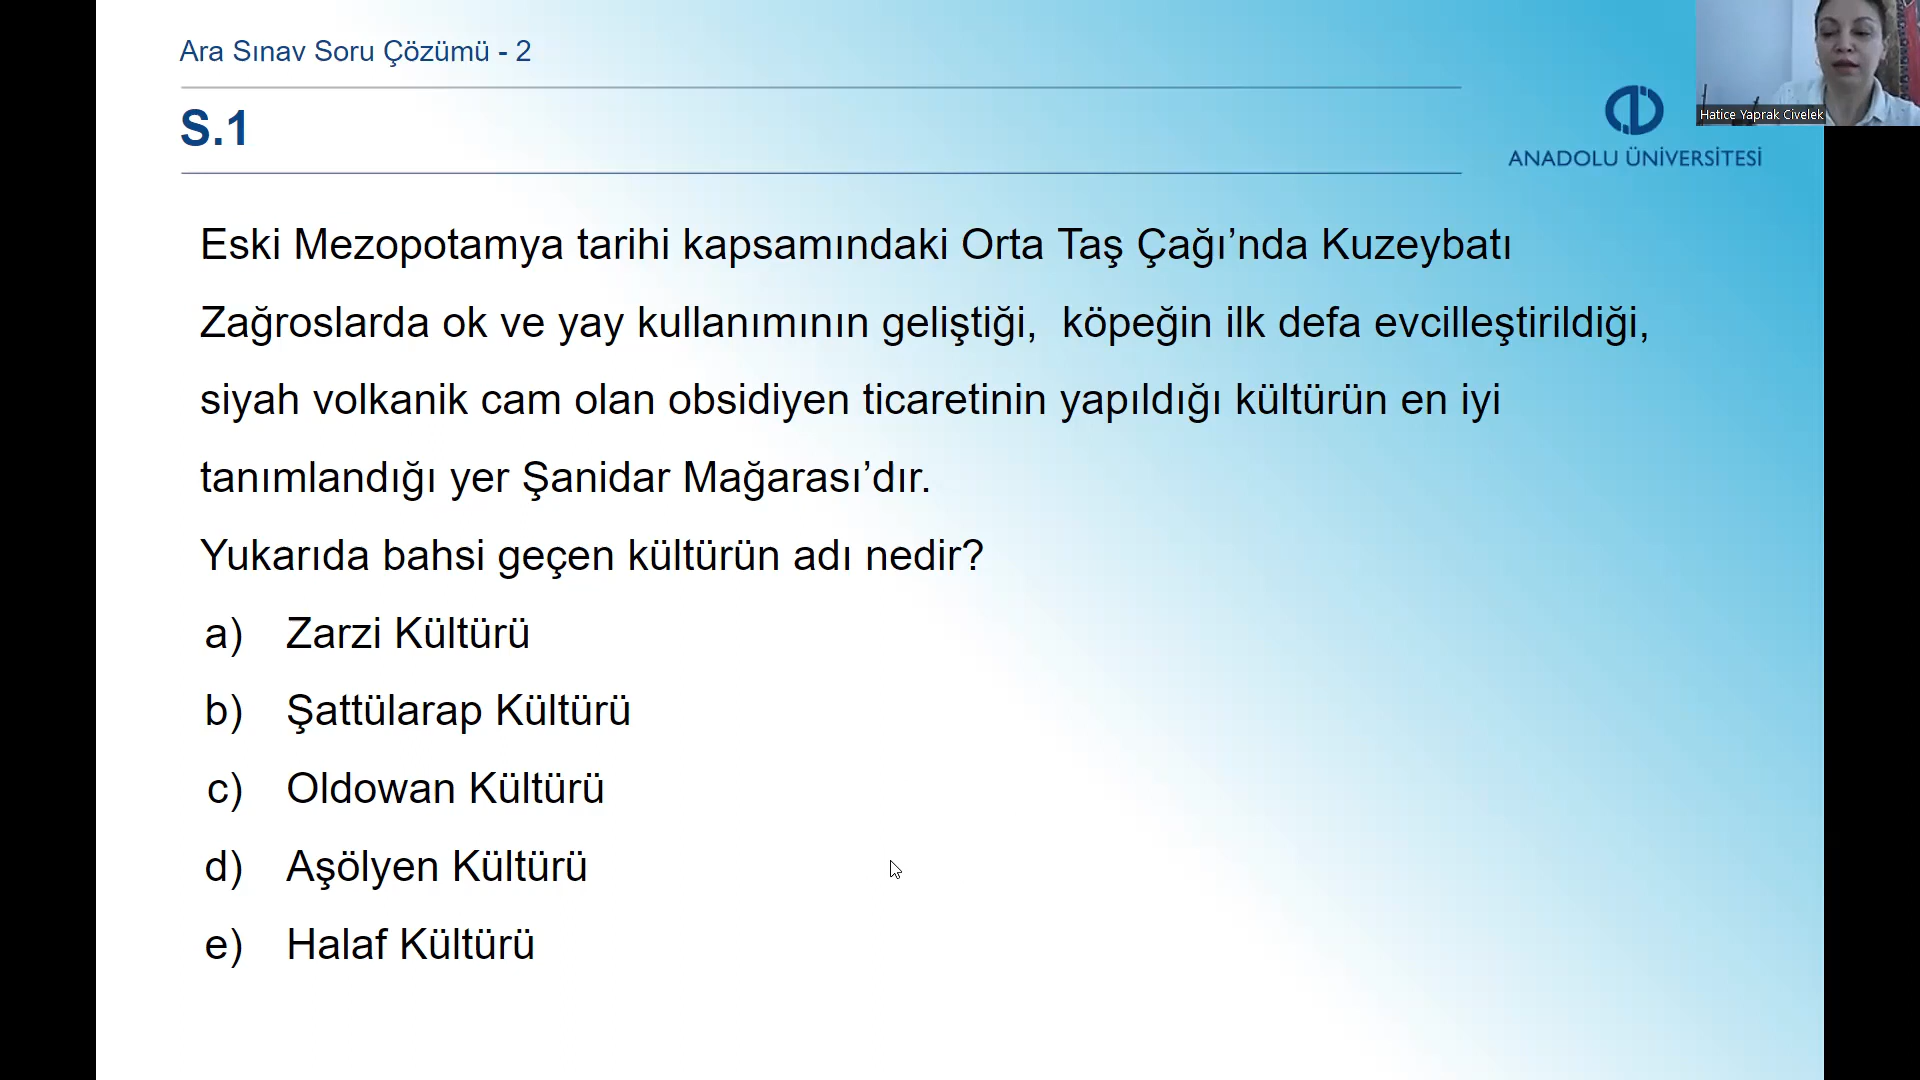 Ara Sınav Soru Çözümü - 2
S.1
ANADOLU ÜNİVERSİTESİ
Hatice Yaprak Civelek
Eski Mezopotamya tarihi kapsamındaki Orta Taş Çağı’nda Kuzeybatı
Zağroslarda ok ve yay kullanımının geliştiği,  köpeğin ilk defa evcilleştirildiği,
siyah volkanik cam olan obsidiyen ticaretinin yapıldığı kültürün en iyi
tanımlandığı yer Şanidar Mağarası’dır.
Yukarıda bahsi geçen kültürün adı nedir?
a) Zarzi Kültürü
b) Şattülarap Kültürü
c) Oldowan Kültürü
d) Aşölyen Kültürü
e) Halaf Kültürü